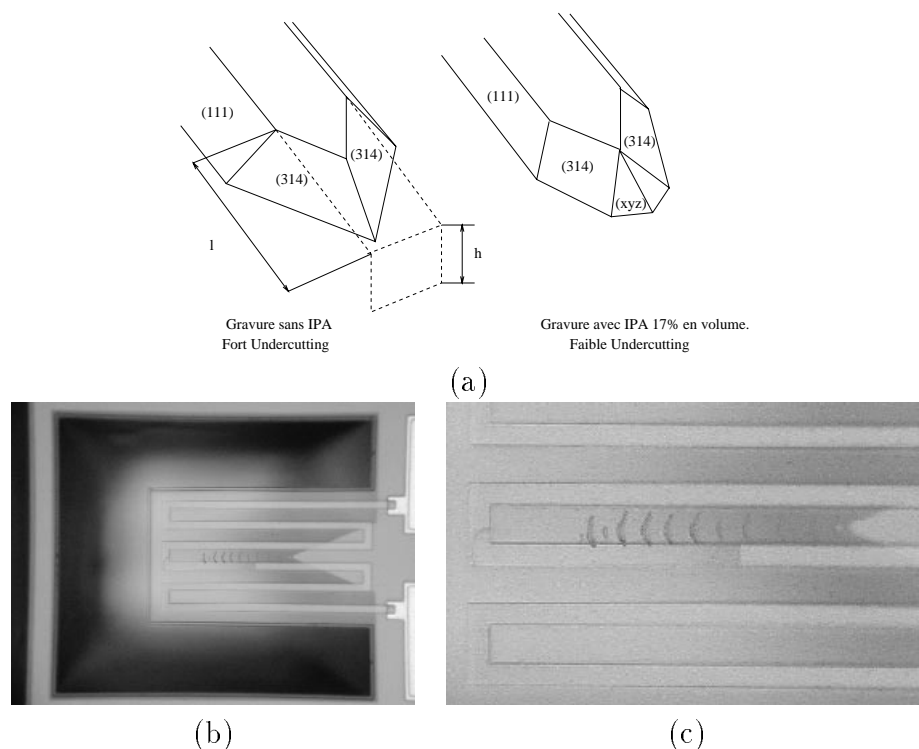 (111)
(314)
(314)
l
h
Gravure sans IPA
Fort Undercutting
(111)
(314)
(314)
(xyz)
Gravure avec IPA 17% en volume.
Faible Undercutting
(a)
(b)
(c)